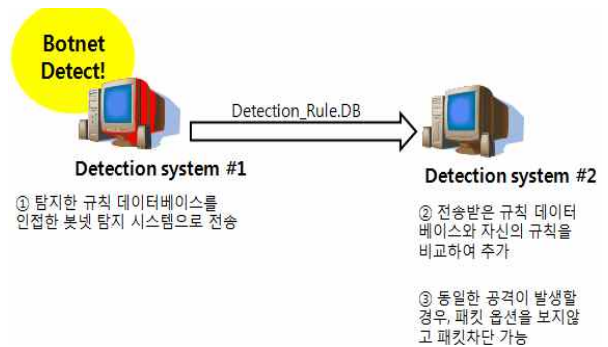 Botnet
Detect!
Detection_Rule.DB
Detection system #1
Detection system #2
① 탐지한 규칙 데이터베이스를
인접한 봇넷 탐지 시스템으로 전송
② 전송받은 규칙 데이터
베이스와 자신의 규칙을
비교하여 추가
③ 동일한 공격이 발생할
경우, 패킷 옵션을 보지않
고 패킷차단 가능